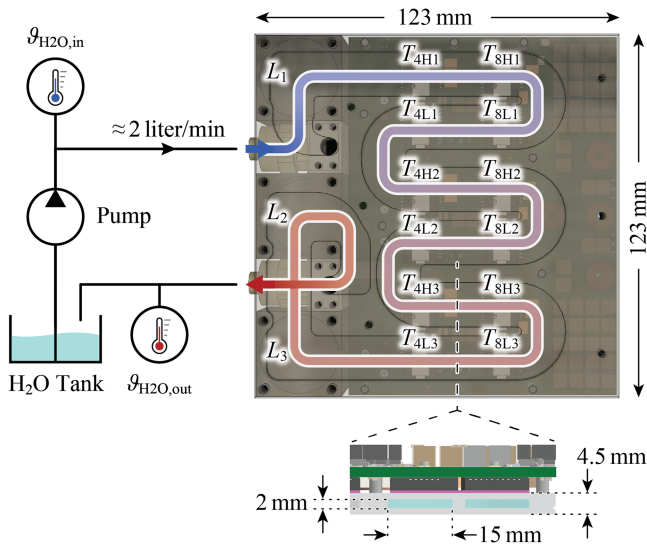 123 mm
ϑH2O,in
L1
T4H1
T8H1
≈ 2 liter/min
T4L1
T8L1
T4H2
T8H2
Pump
L2
T4L2
T8L2
123 mm
T4H3
T8H3
L3
T4L3
T8L3
H2O Tank
ϑH2O,out
4.5 mm
2 mm
15 mm